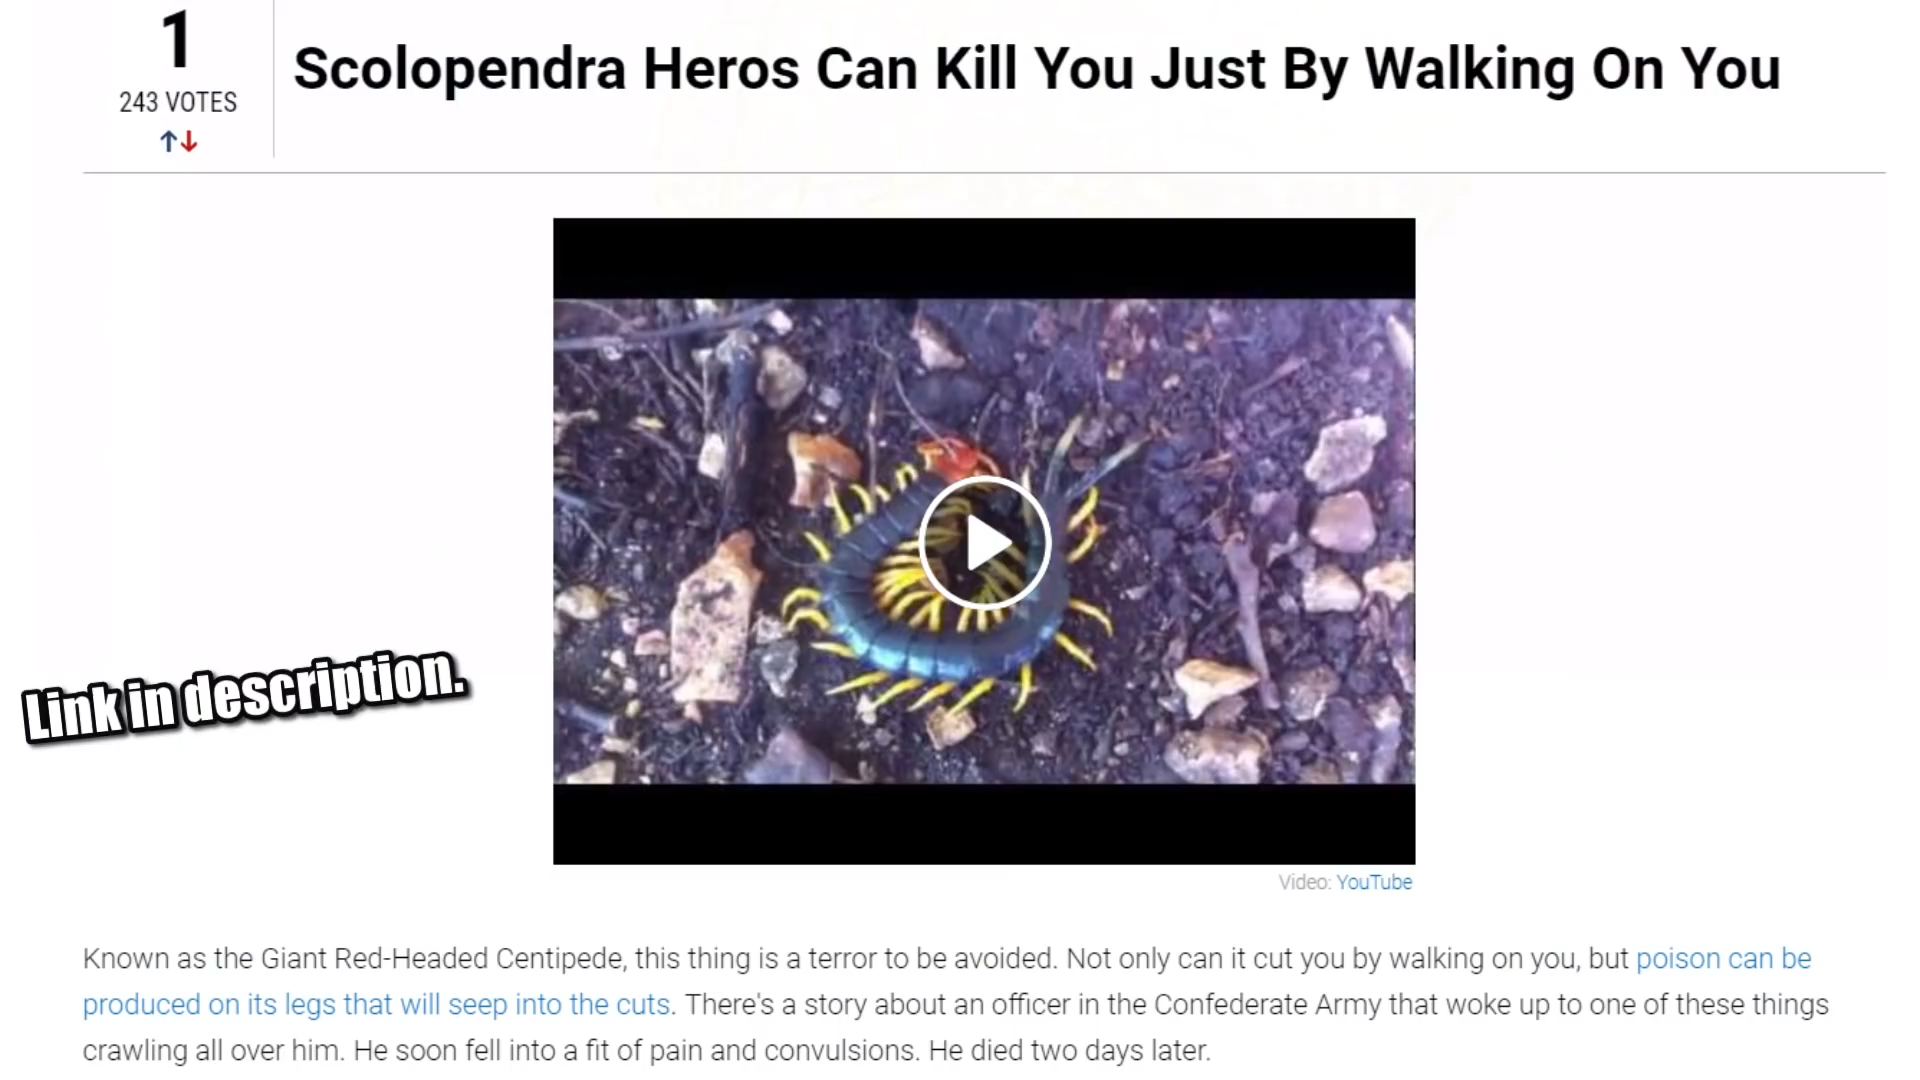 1
243 VOTES
Scolopendra Heros Can Kill You Just By Walking On You
Link in description.
Video: YouTube
Known as the Giant Red-Headed Centipede, this thing is a terror to be avoided. Not only can it cut you by walking on you, but poison can be
produced on its legs that will seep into the cuts. There's a story about an officer in the Confederate Army that woke up to one of these things
crawling all over him. He soon fell into a fit of pain and convulsions. He died two days later.